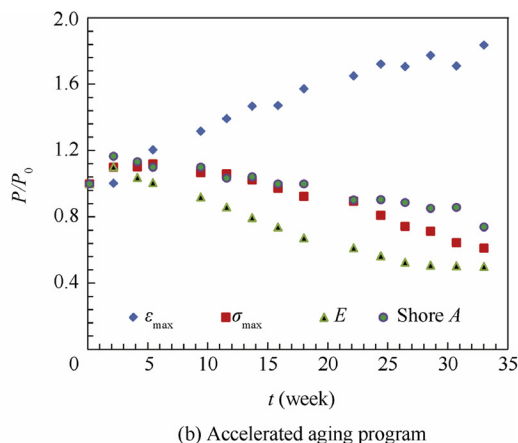 2.0
1.6
1.2
0.8
0.4
P/P₀
εmax
σmax
E
Shore A
0 5 10 15 20 25 30 35
t (week)
(b) Accelerated aging program